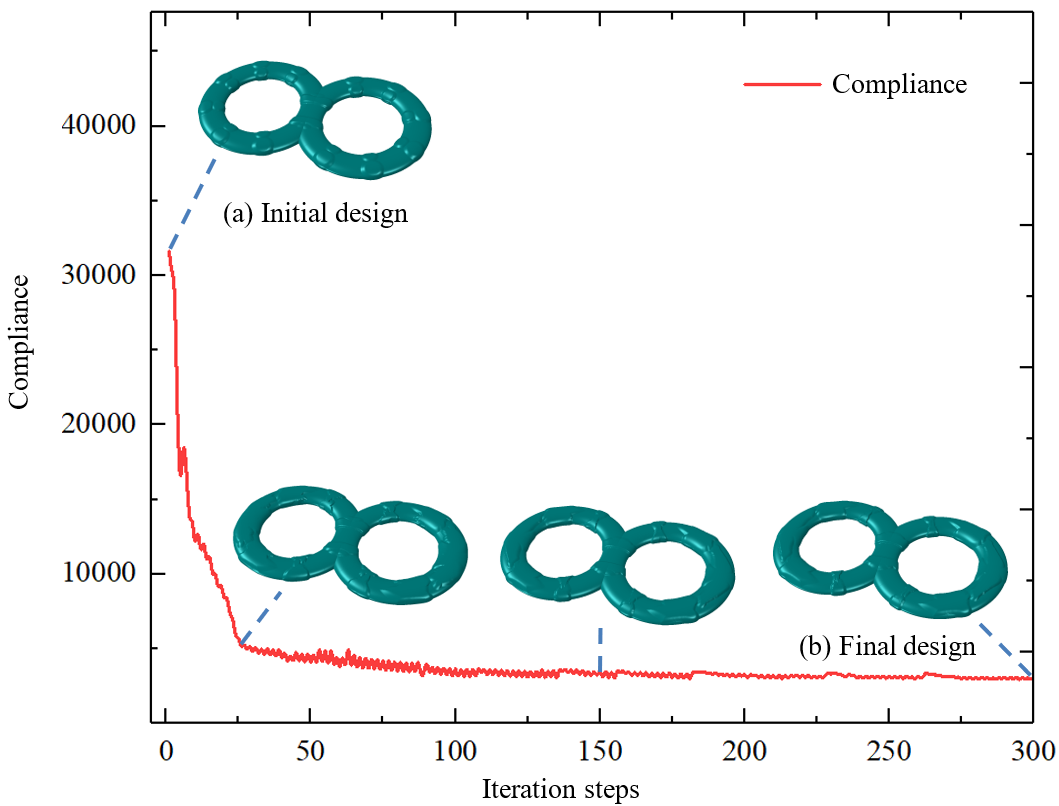 Compliance
40000
(a) Initial design
30000
Compliance
20000
10000
(b) Final design
0
50
100
150
200
250
300
Iteration steps